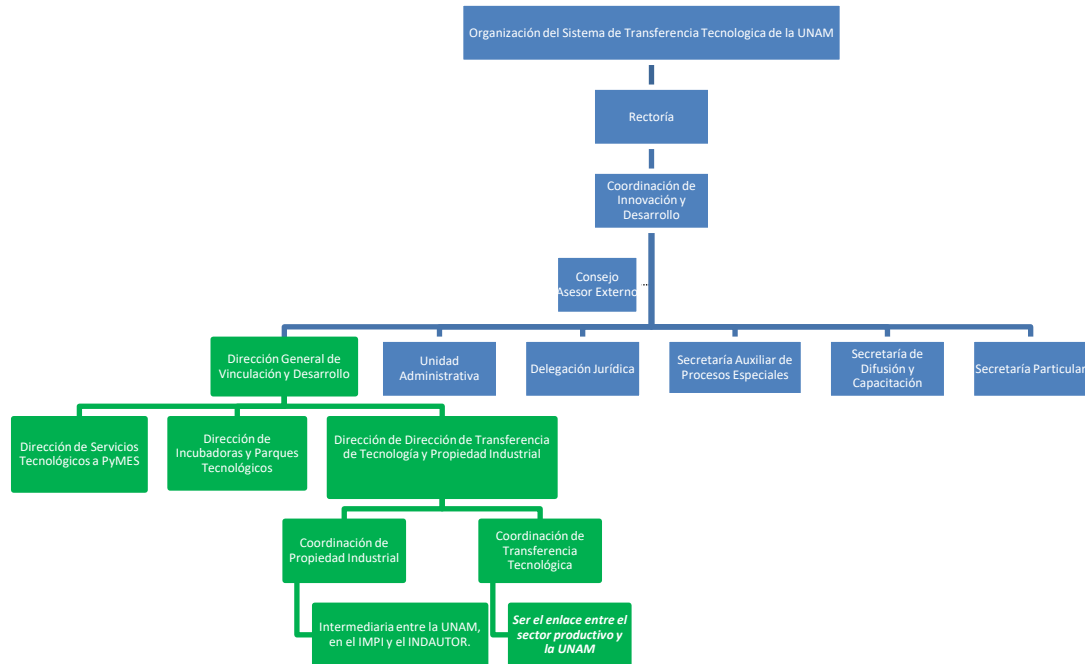 Organización del Sistema de Transferencia Tecnologica de la UNAM
Rectoría
Coordinación de
Innovación y
Desarrollo
Consejo
Asesor Externo
...
Dirección General de
Vinculación y Desarrollo
Unidad
Administrativa
Delegación Jurídica
Secretaría Auxiliar de
Procesos Especiales
Secretaría de
Difusión y
Capacitación
Secretaría Particular
Dirección de Servicios
Tecnológicos a PyMES
Dirección de
Incubadoras y Parques
Tecnológicos
Dirección de Dirección de Transferencia
de Tecnología y Propiedad Industrial
Coordinación de
Propiedad Industrial
Coordinación de
Transferencia
Tecnológica
Intermediaria entre la UNAM,
en el IMPI y el INDAUTOR.
Ser el enlace entre el
sector productivo y
la UNAM